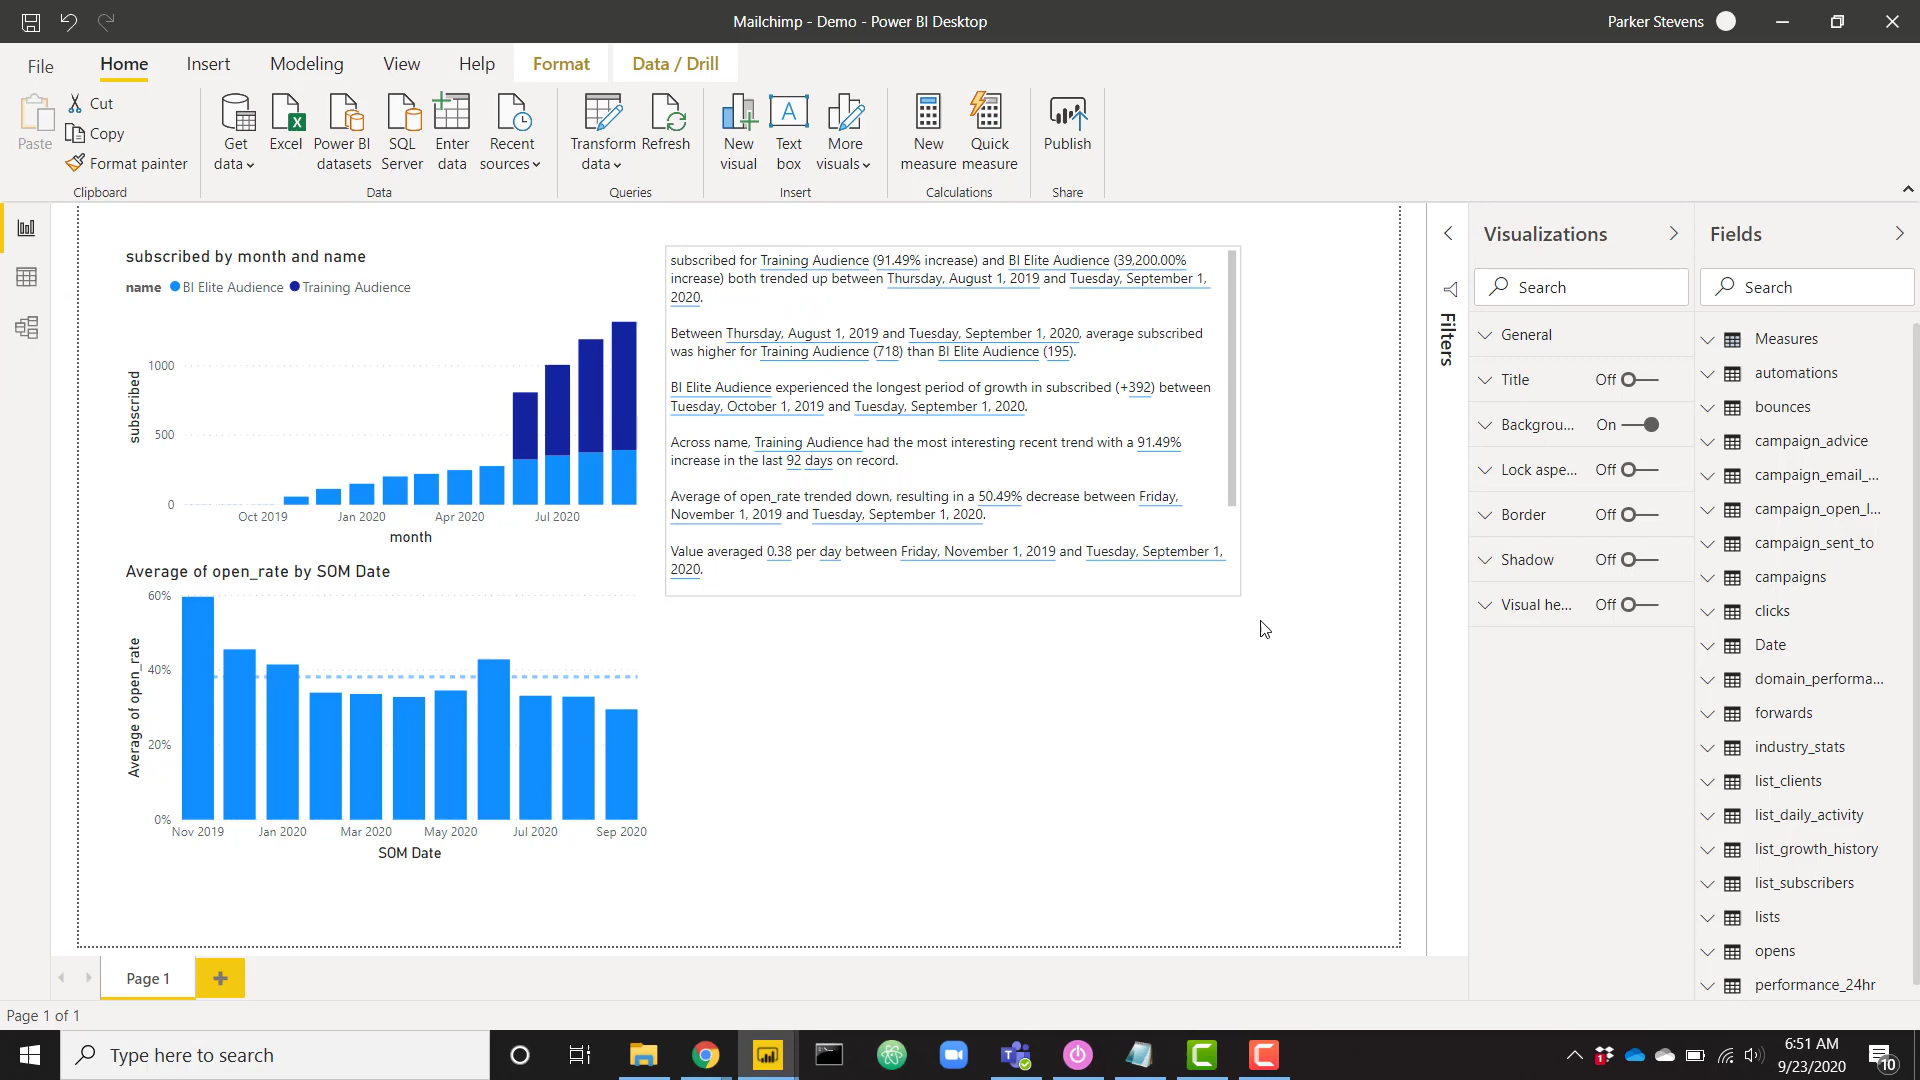 Mailchimp - Demo - Power BI Desktop
Parker Stevens
File
Home
Insert
Modeling
View
Help
Format
Data / Drill
Paste
Cut
Copy
Format painter
Clipboard
Get data
Excel
Power BI datasets
SQL Server
Enter data
Recent sources
Data
Transform data
Refresh
Queries
New visual
Text box
More visuals
Insert
New measure
Quick measure
Calculations
Publish
Share
subscribed by month and name
name BI Elite Audience Training Audience
subscribed
1000
500
0
Oct 2019 Jan 2020 Apr 2020 Jul 2020
month
Average of open_rate by SOM Date
Average of open_rate
60%
40%
20%
0%
Nov 2019 Jan 2020 Mar 2020 May 2020 Jul 2020 Sep 2020
SOM Date
subscribed for Training Audience (91.49% increase) and BI Elite Audience (39,200.00%
increase) both trended up between Thursday, August 1, 2019 and Tuesday, September 1,
2020.
Between Thursday, August 1, 2019 and Tuesday, September 1, 2020, average subscribed
was higher for Training Audience (718) than BI Elite Audience (195).
BI Elite Audience experienced the longest period of growth in subscribed (+392) between
Tuesday, October 1, 2019 and Tuesday, September 1, 2020.
Across name, Training Audience had the most interesting recent trend with a 91.49%
increase in the last 92 days on record.
Average of open_rate trended down, resulting in a 50.49% decrease between Friday,
November 1, 2019 and Tuesday, September 1, 2020.
Value averaged 0.38 per day between Friday, November 1, 2019 and Tuesday, September 1,
2020.
Filters
Visualizations
Search
General
Title Off
Backgrou... On
Lock aspe... Off
Border Off
Shadow Off
Visual he... Off
Fields
Search
Measures
automations
bounces
campaign_advice
campaign_email_...
campaign_open_l...
campaign_sent_to
campaigns
clicks
Date
domain_performa...
forwards
industry_stats
list_clients
list_daily_activity
list_growth_history
list_subscribers
lists
opens
performance_24hr
Page 1
Page 1 of 1
Type here to search
6:51 AM
9/23/2020
10